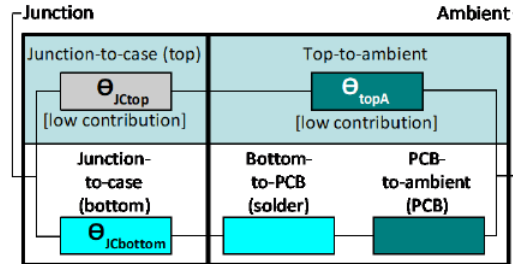 Junction
Ambient
Junction-to-case (top)
Top-to-ambient
ϴJCtop
ϴtopA
[low contribution]
[low contribution]
Junction-
to-case
(bottom)
Bottom-
to-PCB
(solder)
PCB-
to-ambient
(PCB)
ϴJCbottom